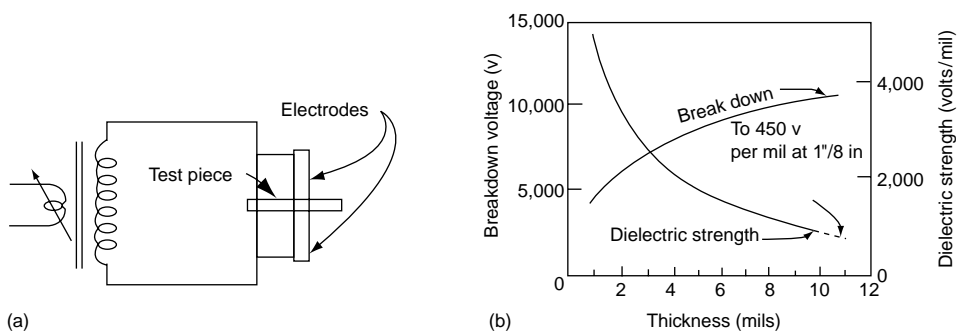 Electrodes
Test piece
(a)
Breakdown voltage (v)
15,000
10,000
5,000
0
2
4
6
8
10
12
Thickness (mils)
Break down
To 450 v
per mil at 1"/8 in
Dielectric strength
4,000
2,000
0
Dielectric strength (volts/mil)
(b)